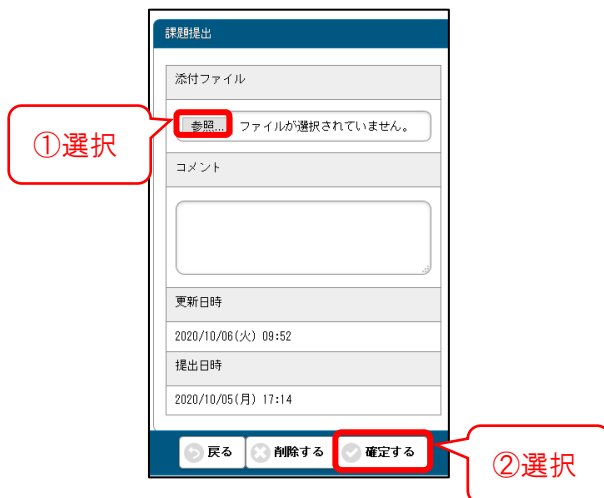 課題提出
添付ファイル
参照... ファイルが選択されていません。
①選択
コメント
更新日時
2020/10/06(火) 09:52
提出日時
2020/10/05(月) 17:14
戻る 削除する 確定する
②選択